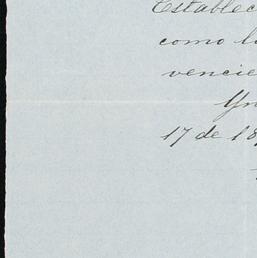 Establec
como l
vencie
Yn
17 de 18